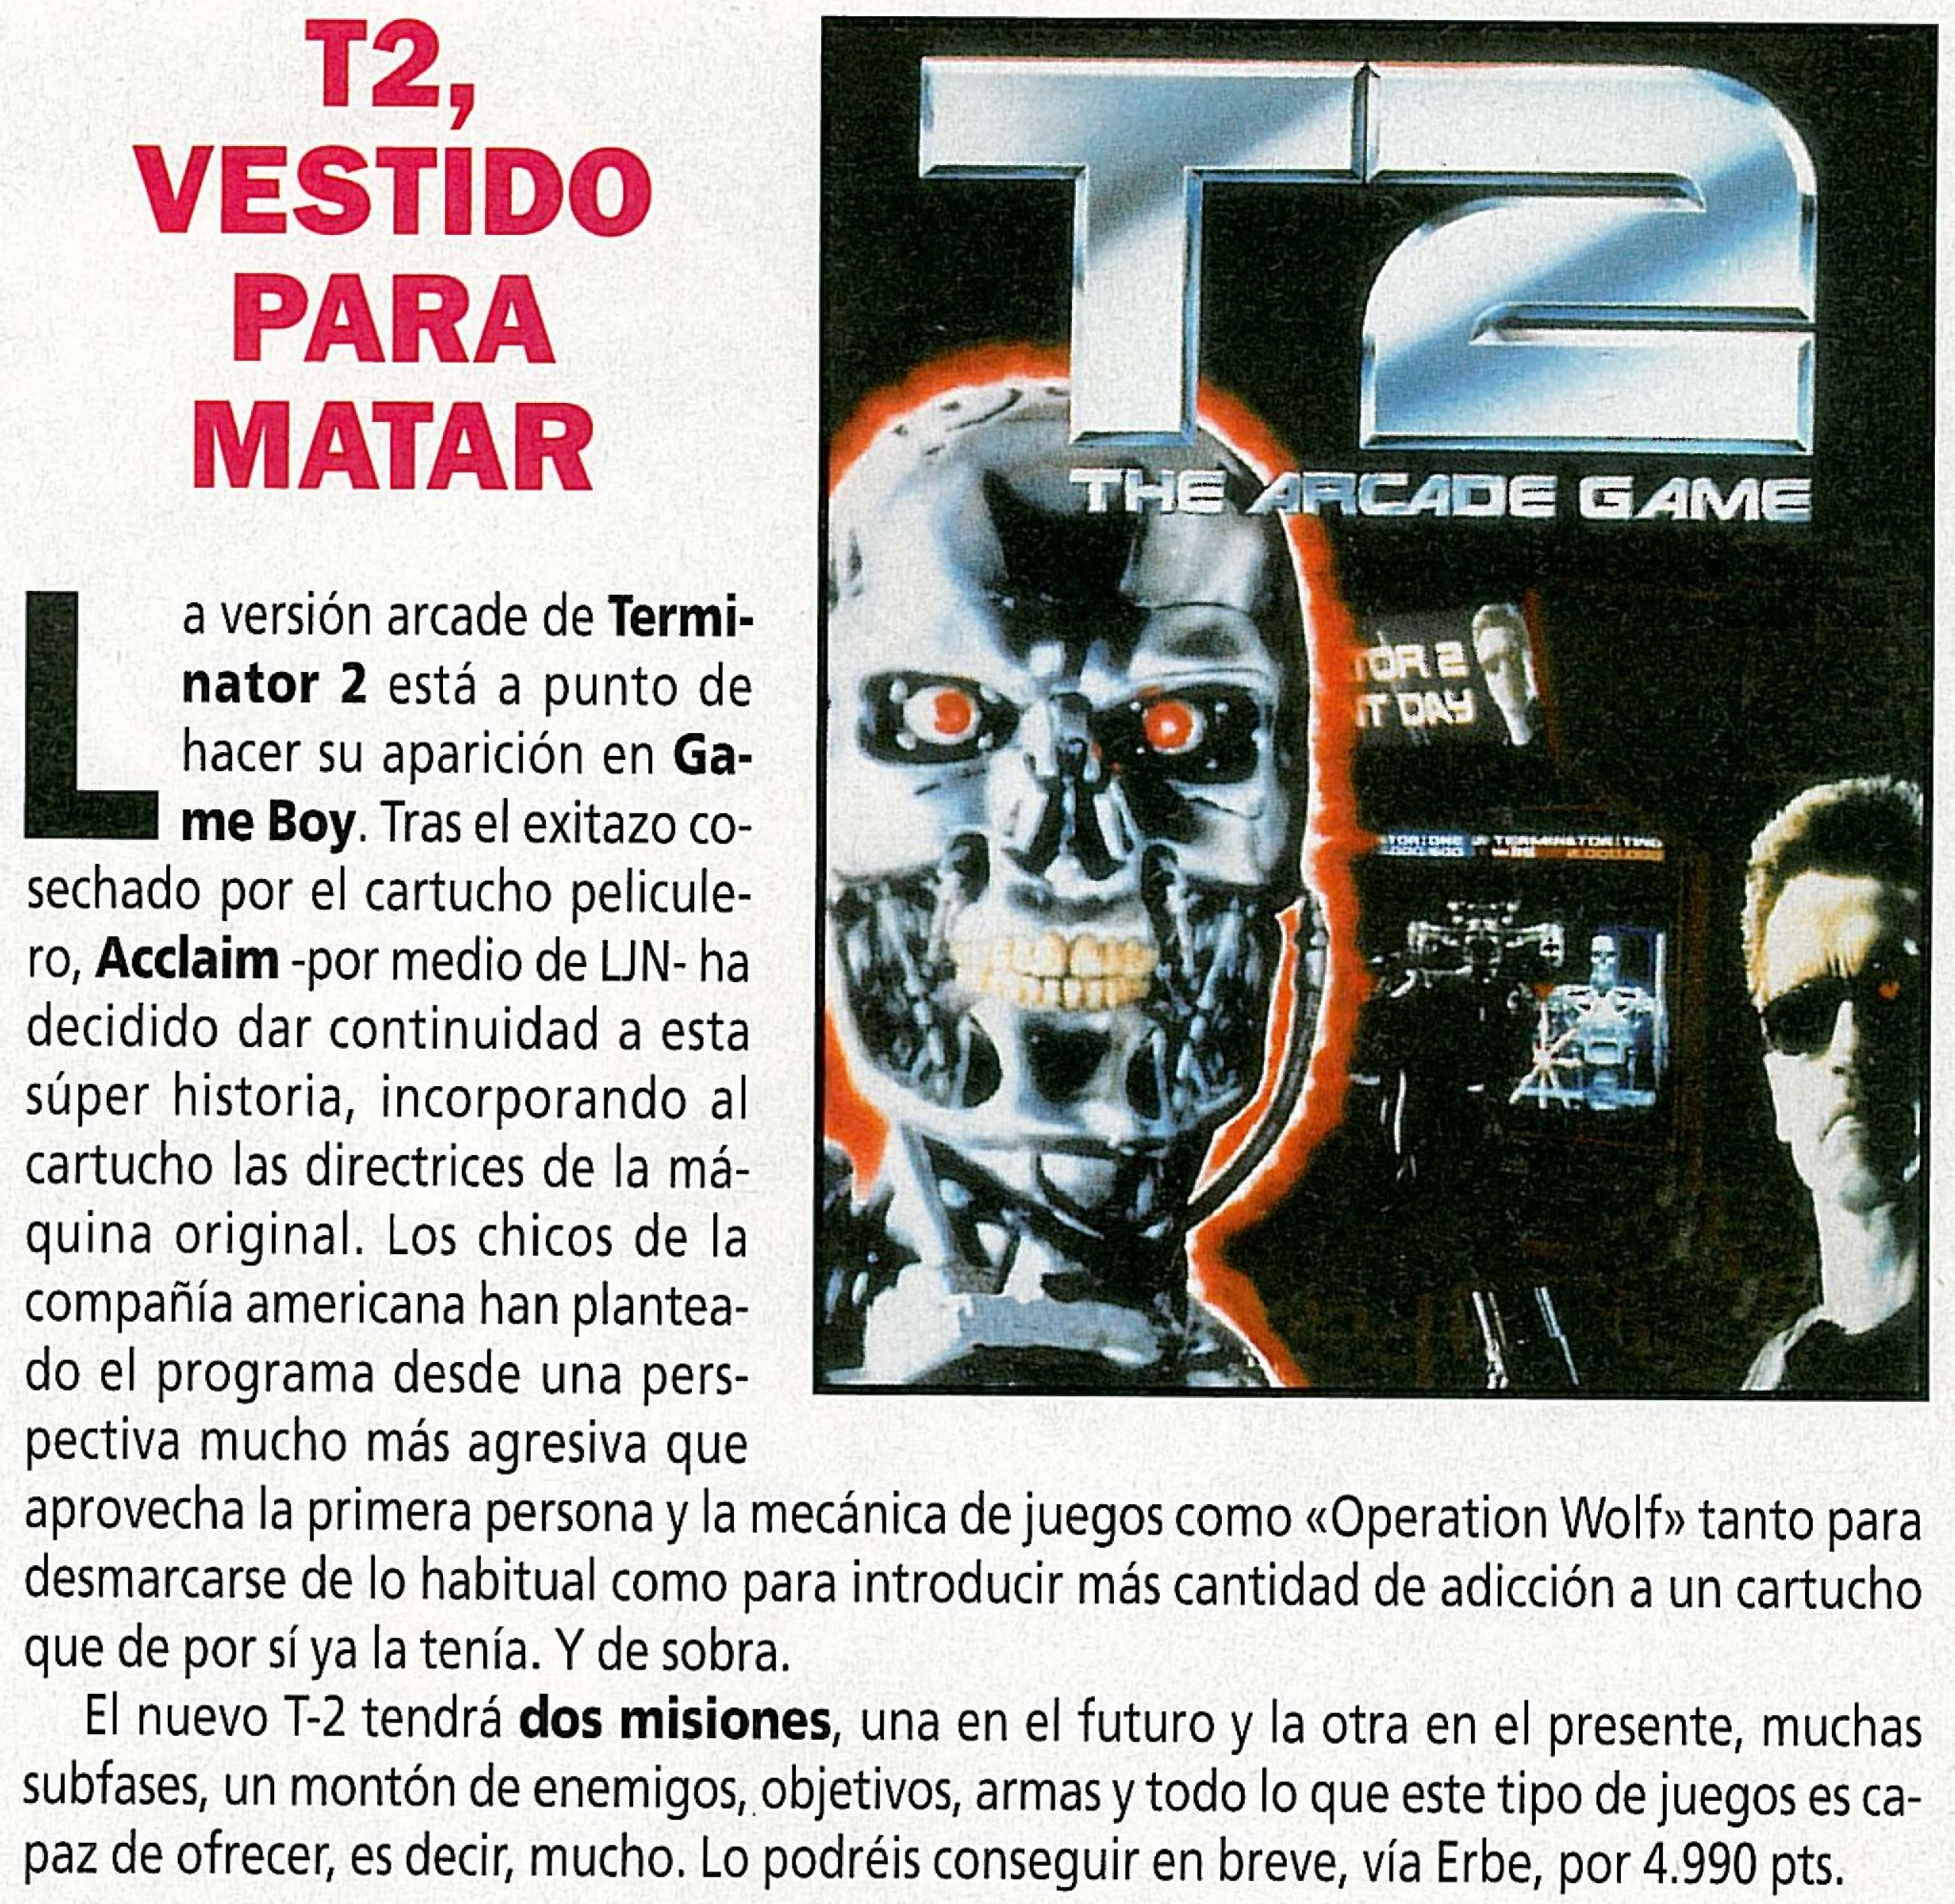 T2,
VESTIDO
PARA
MATAR
La versión arcade de Termi-
nator 2 está a punto de
hacer su aparición en Ga-
me Boy. Tras el exitazo co-
sechado por el cartucho pelicule-
ro, Acclaim -por medio de LJN- ha
decidido dar continuidad a esta
súper historia, incorporando al
cartucho las directrices de la má-
quina original. Los chicos de la
compañía americana han plantea-
do el programa desde una pers-
pectiva mucho más agresiva que
aprovecha la primera persona y la mecánica de juegos como «Operation Wolf» tanto para
desmarcarse de lo habitual como para introducir más cantidad de adicción a un cartucho
que de por sí ya la tenía. Y de sobra.
El nuevo T-2 tendrá dos misiones, una en el futuro y la otra en el presente, muchas
subfases, un montón de enemigos, objetivos, armas y todo lo que este tipo de juegos es ca-
paz de ofrecer, es decir, mucho. Lo podréis conseguir en breve, vía Erbe, por 4.990 pts.
T2
THE ARCADE GAME
TOR 2
IT DAY